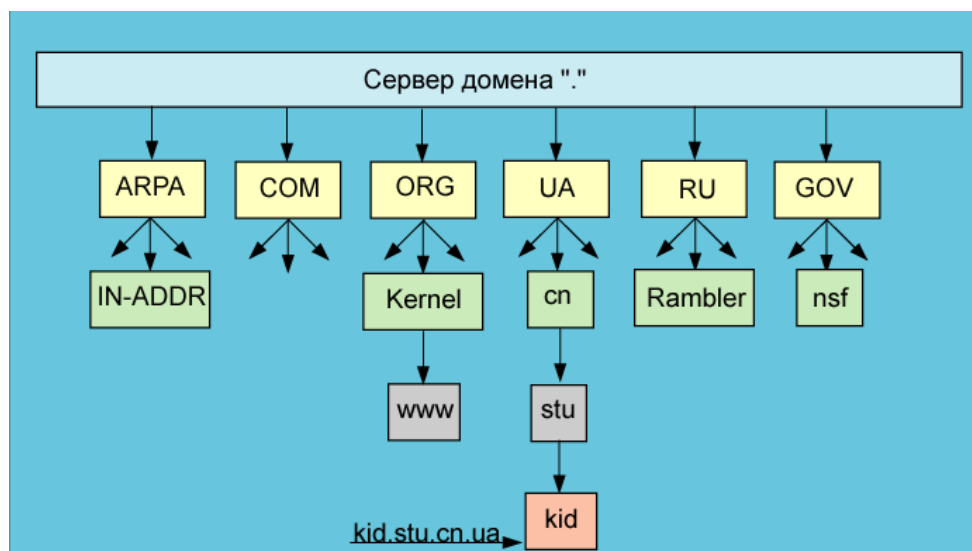 Сервер домена "."
ARPA COM ORG UA RU GOV
IN-ADDR Kernel cn Rambler nsf
www stu
kid
kid.stu.cn.ua